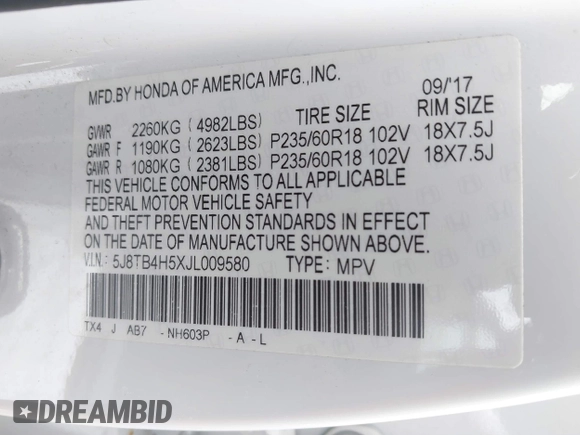 MFD.BY HONDA OF AMERICA MFG.,INC. 09/'17
GVWR 2260KG (4982LBS) TIRE SIZE RIM SIZE
GAWR F 1190KG (2623LBS) P235/60R18 102V 18X7.5J
GAWR R 1080KG (2381LBS) P235/60R18 102V 18X7.5J
THIS VEHICLE CONFORMS TO ALL APPLICABLE
FEDERAL MOTOR VEHICLE SAFETY
AND THEFT PREVENTION STANDARDS IN EFFECT
ON THE DATE OF MANUFACTURE SHOWN ABOVE.
V.I.N.: 5J8TB4H5XJL009580 TYPE: MPV
TX4 J AB7 -NH603P -A-L
DREAMBID